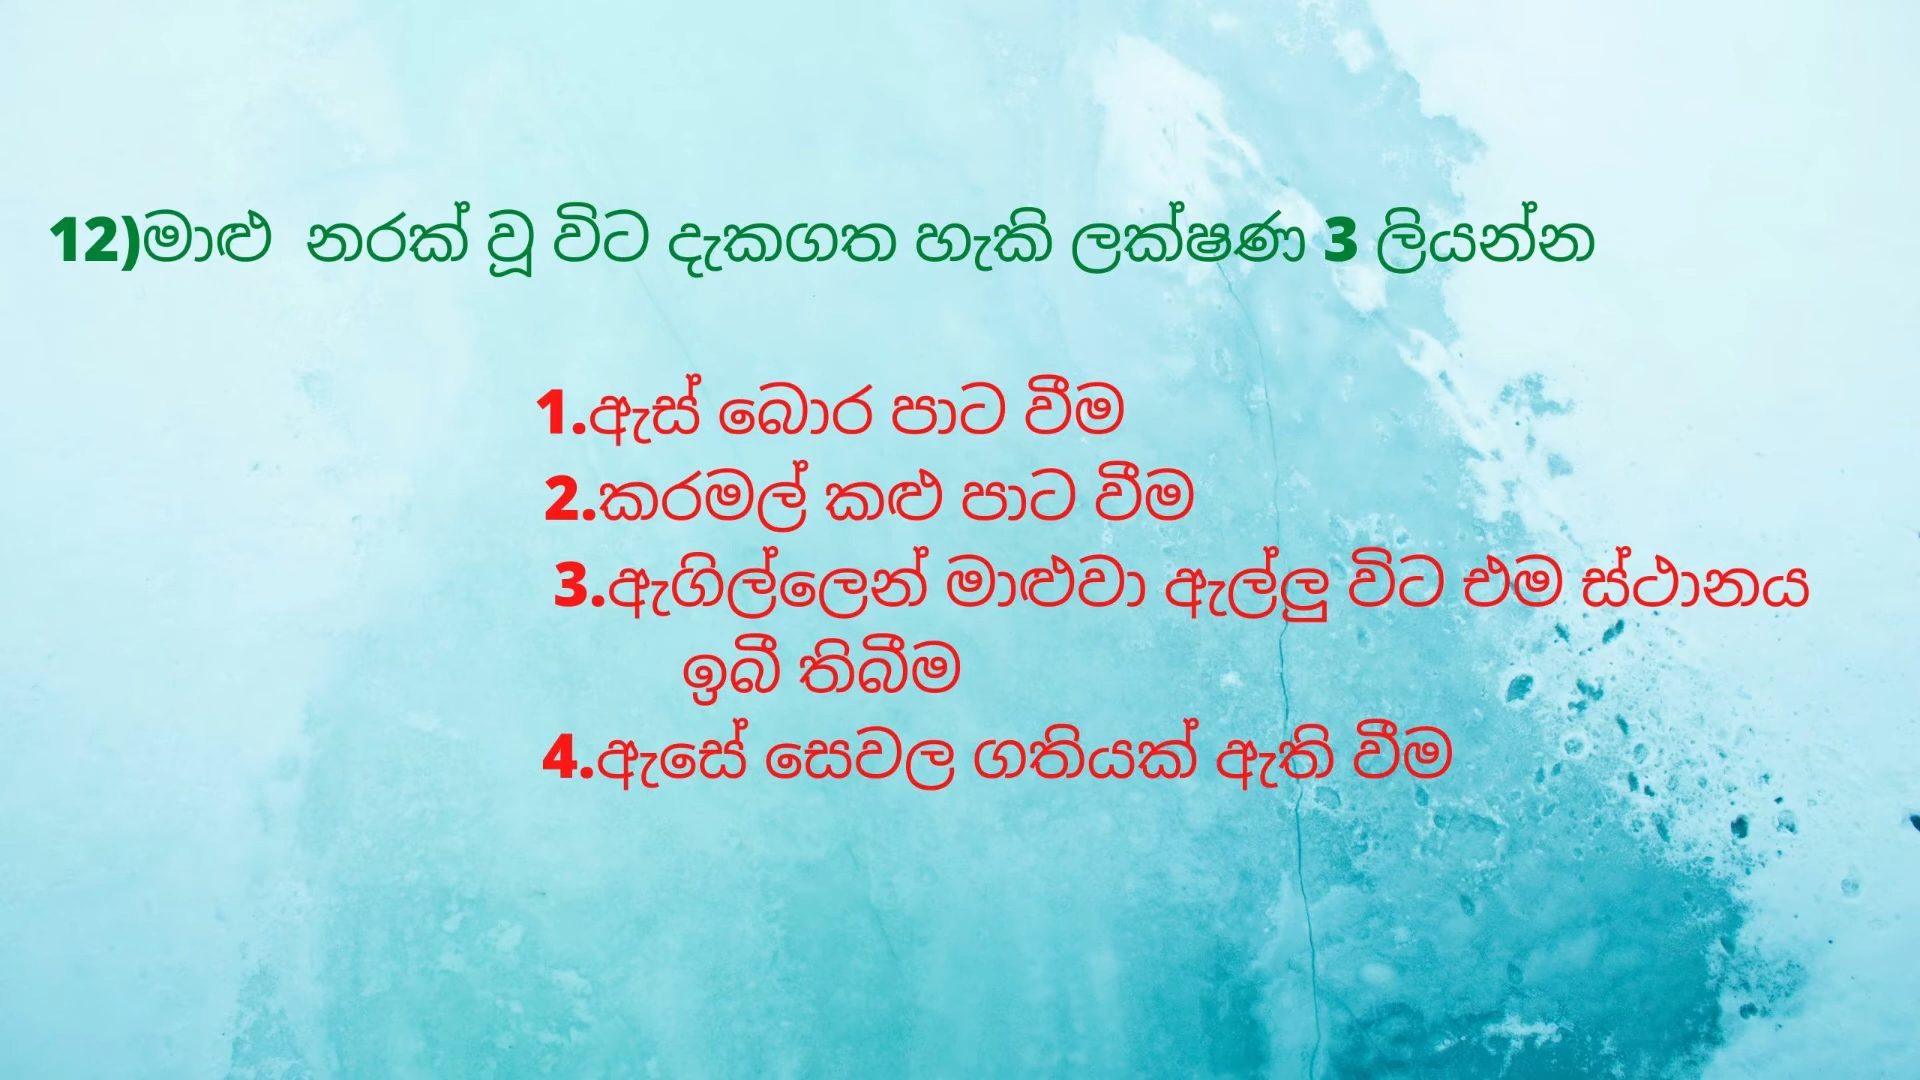 12)මාළු නරක් වූ විට දැකගත හැකි ලක්ෂණ 3 ලියන්න
1.ඇස් බොර පාට වීම
2.කරමල් කළු පාට වීම
3.ඇගිල්ලෙන් මාළුවා ඇල්ලු විට එම ස්ථානය
ඉබී තිබීම
4.ඇසේ සෙවල ගතියක් ඇති වීම